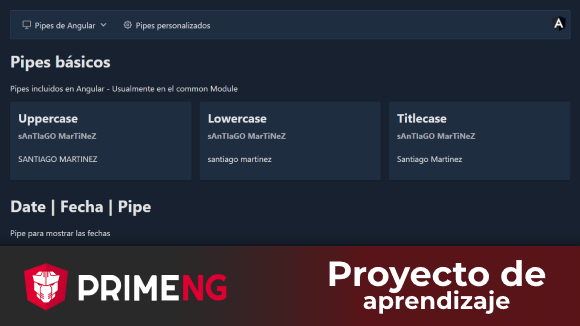 Pipes de Angular
Pipes personalizados
Pipes básicos
Pipes incluidos en Angular - Usualmente en el common Module
Uppercase
sAnTIaGO MarTiNeZ
SANTIAGO MARTINEZ
Lowercase
sAnTIaGO MarTiNeZ
santiago martinez
Titlecase
sAnTIaGO MarTiNeZ
Santiago Martinez
Date | Fecha | Pipe
Pipe para mostrar las fechas
PRIMENG
Proyecto de
aprendizaje